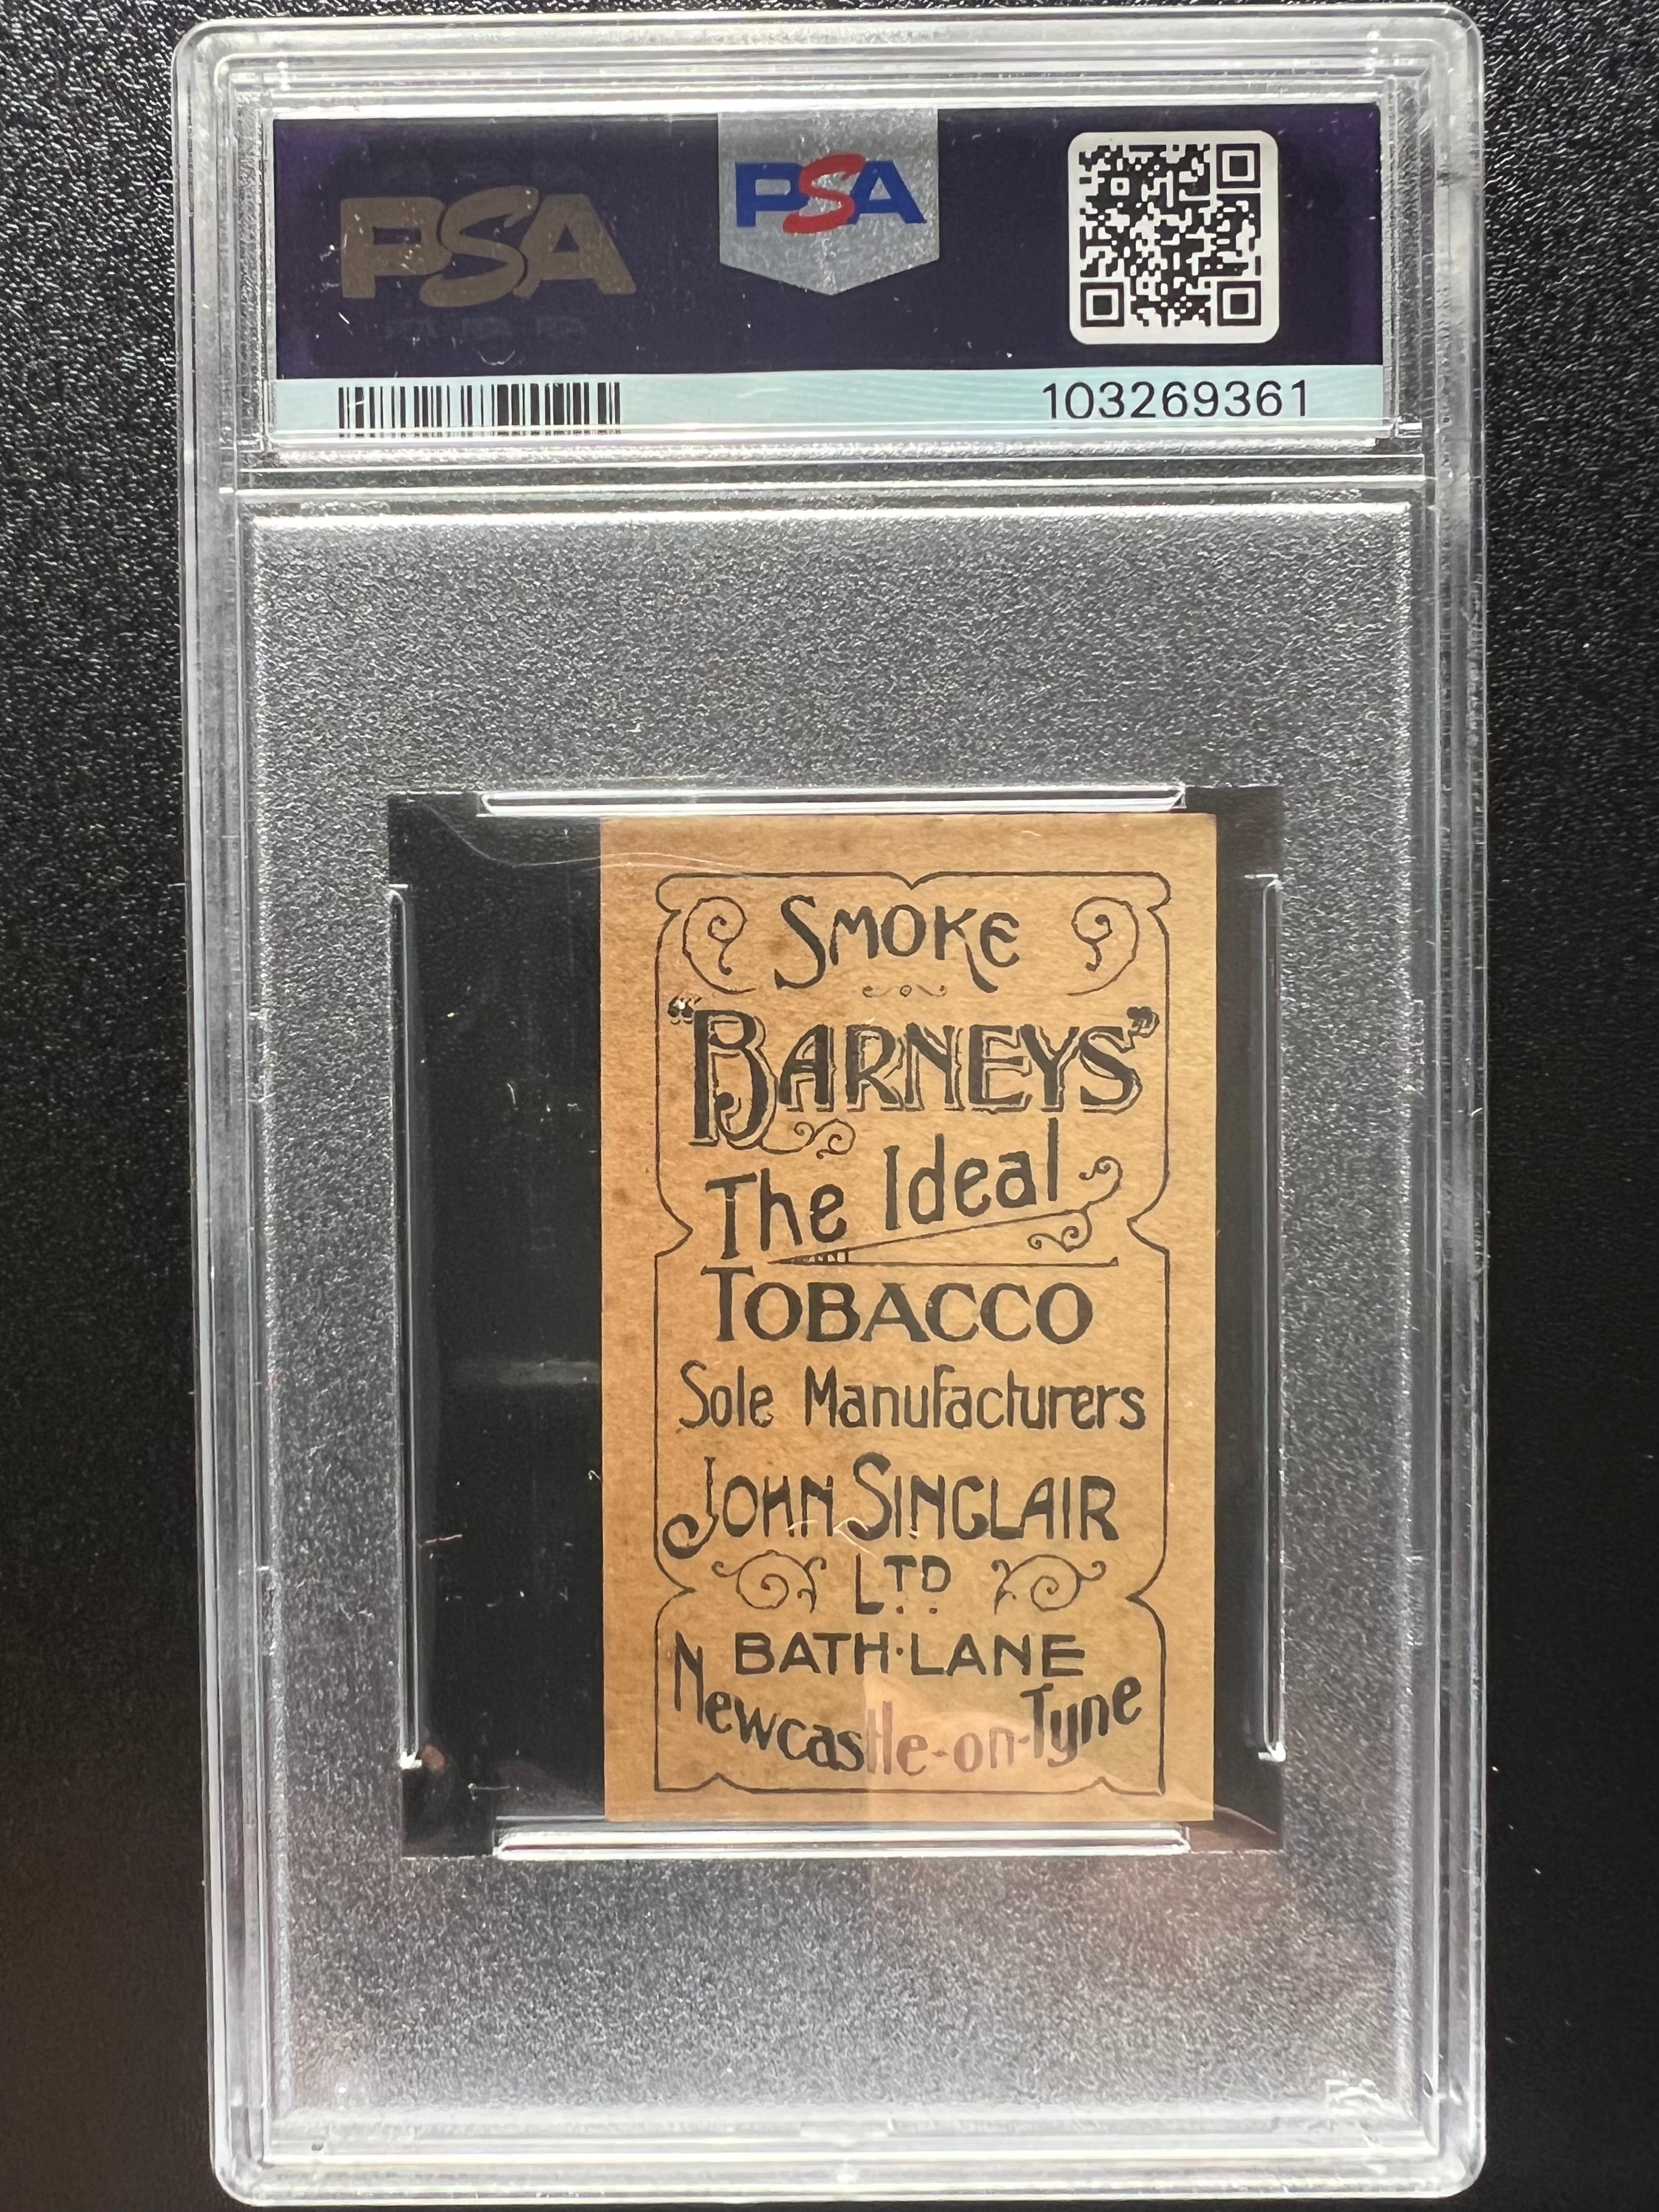 PSA
PSA
103269361
SMOKE
"BARNEYS"
The Ideal
TOBACCO
Sole Manufacturers
JOHN SINCLAIR
LTD
BATH·LANE
Newcastle-on-Tyne